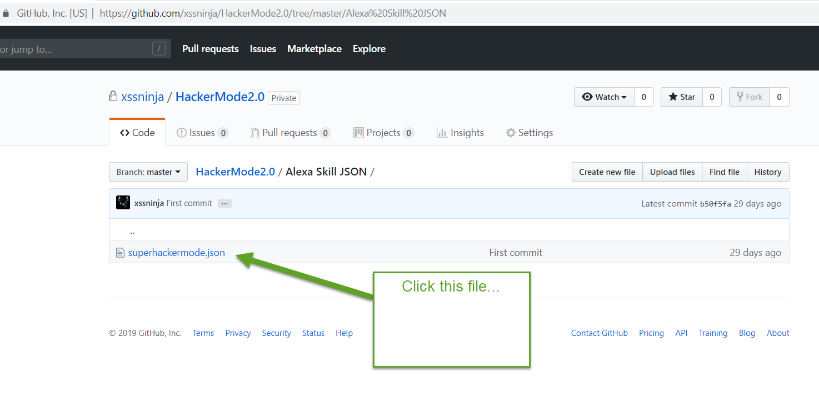 GitHub, Inc. [US] | https://github.com/xssninja/HackerMode2.0/tree/master/Alexa%20Skill%20JSON
or jump to... / Pull requests Issues Marketplace Explore
xssninja / HackerMode2.0 Private Watch 0 Star 0 Fork 0
Code Issues 0 Pull requests 0 Projects 0 Insights Settings
Branch: master HackerMode2.0 / Alexa Skill JSON / Create new file Upload files Find file History
xssninja First commit ... Latest commit b50f5fa 29 days ago
..
superhackermode.json First commit 29 days ago
Click this file...
© 2019 GitHub, Inc. Terms Privacy Security Status Help Contact GitHub Pricing API Training Blog About